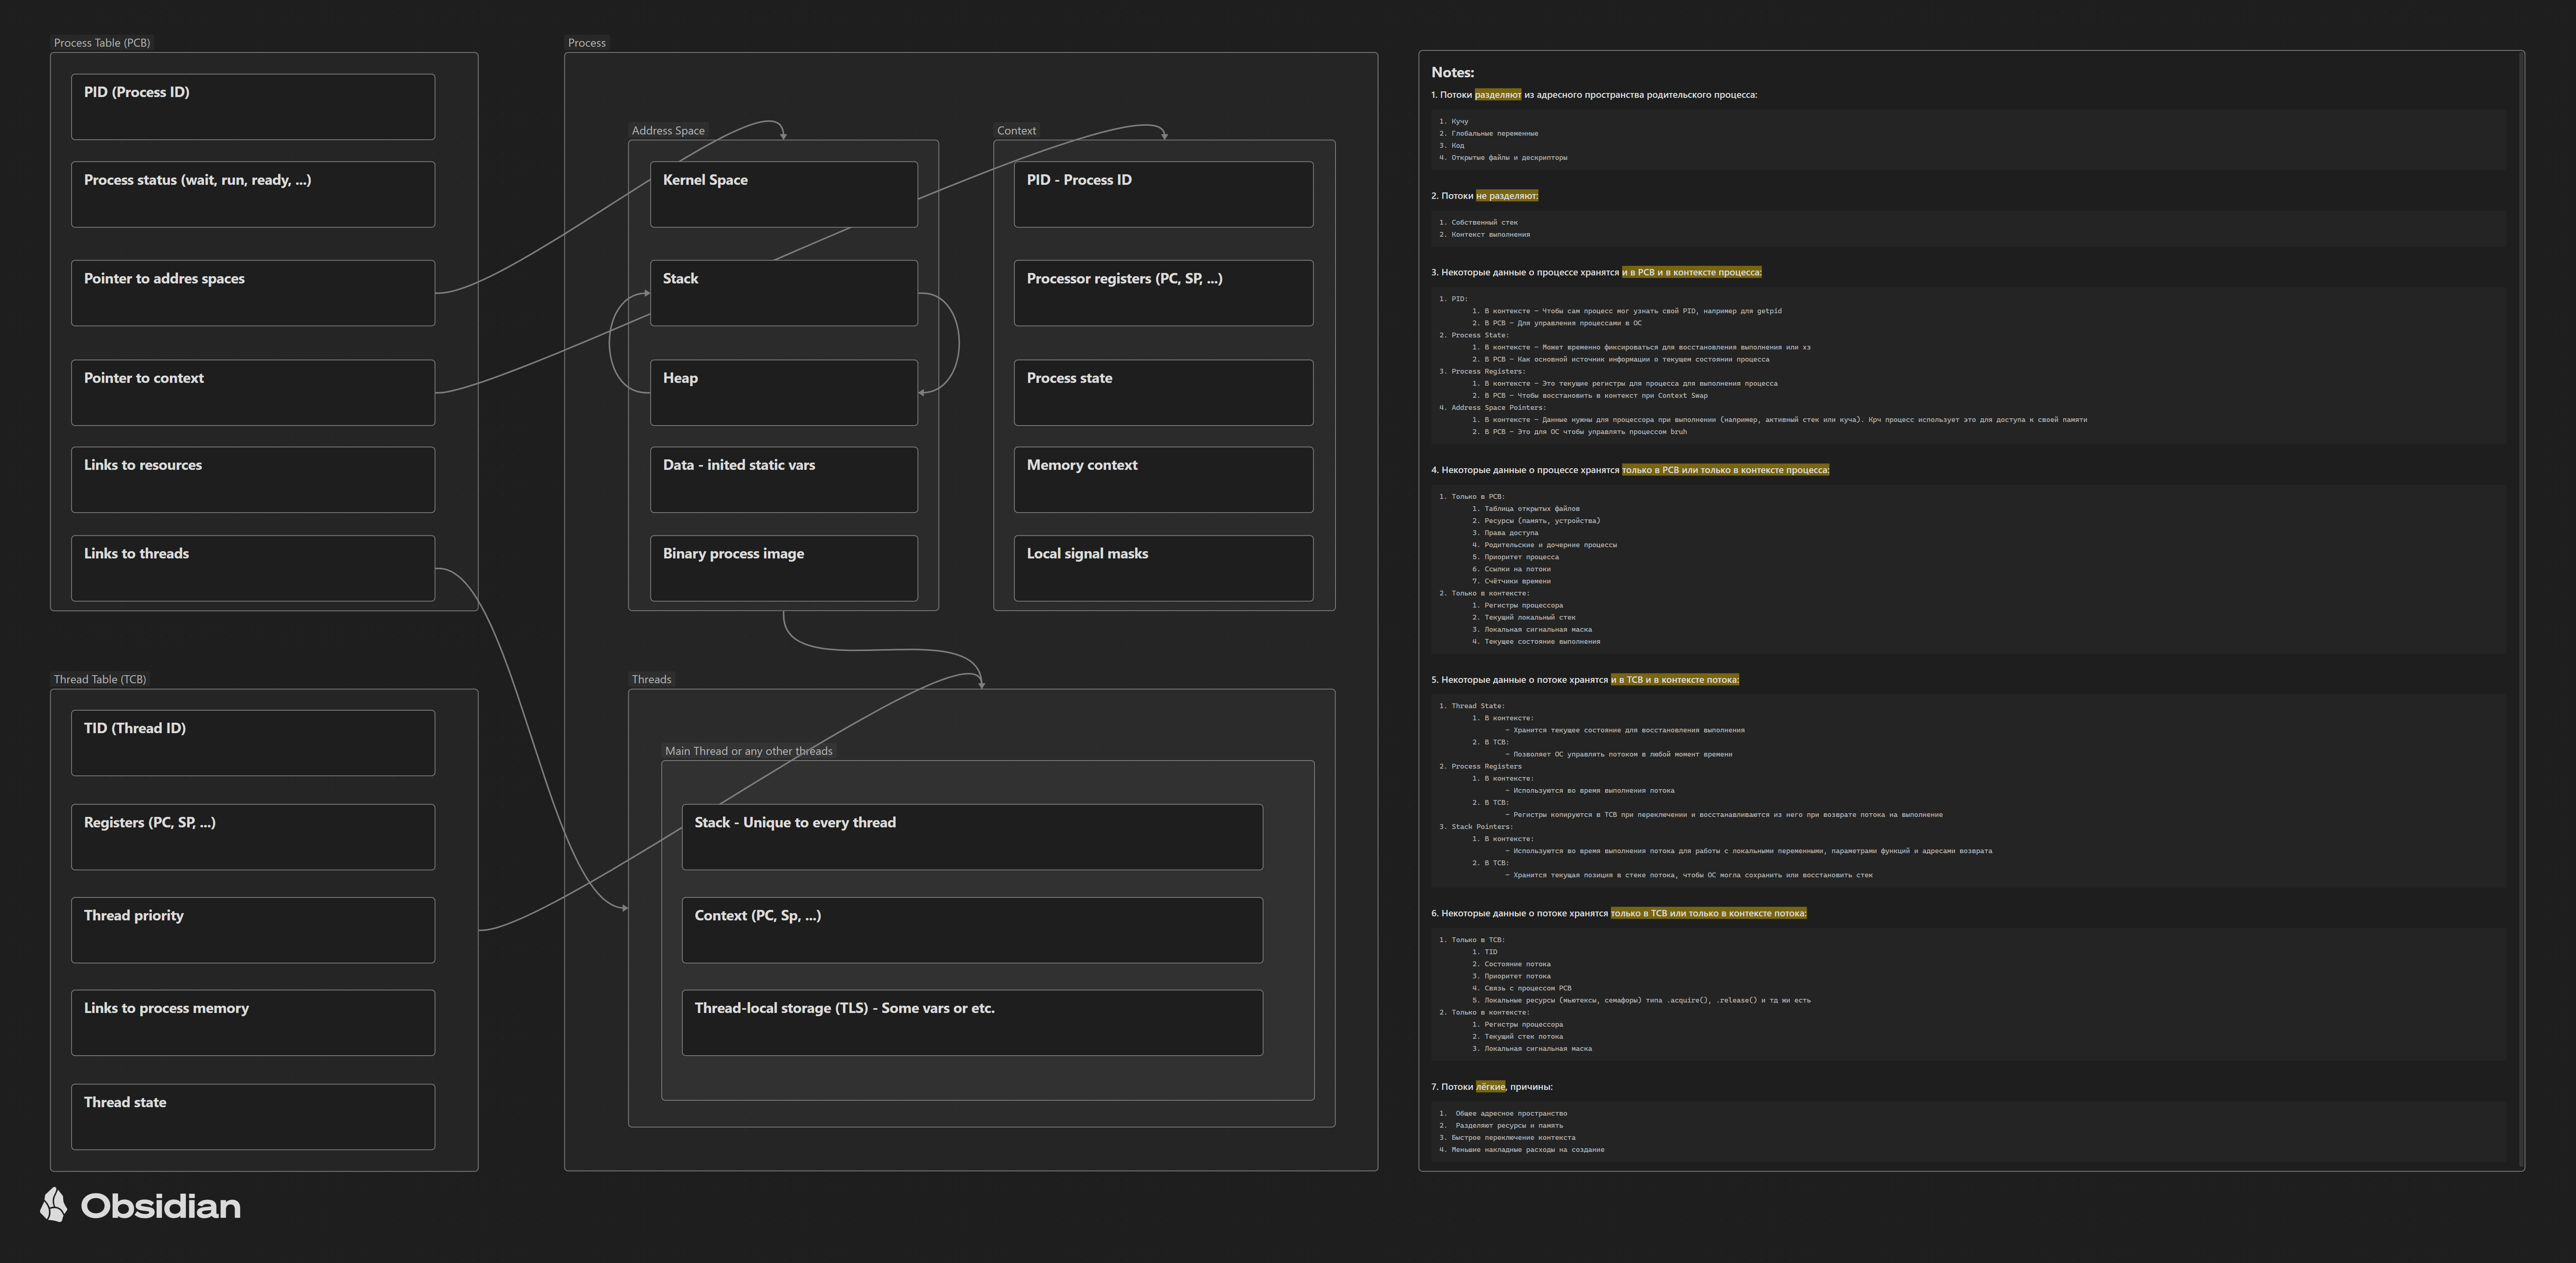 Process Table (PCB)
PID (Process ID)
Process status (wait, run, ready, ...)
Pointer to addres spaces
Pointer to context
Links to resources
Links to threads
Thread Table (TCB)
TID (Thread ID)
Registers (PC, SP, ...)
Thread priority
Links to process memory
Thread state
Process
Address Space
Kernel Space
Stack
Heap
Data - inited static vars
Binary process image
Context
PID - Process ID
Processor registers (PC, SP, ...)
Process state
Memory context
Local signal masks
Threads
Main Thread or any other threads
Stack - Unique to every thread
Context (PC, Sp, ...)
Thread-local storage (TLS) - Some vars or etc.
Notes:
1. Потоки разделяют из адресного пространства родительского процесса:
1. Кучу
2. Глобальные переменные
3. Код
4. Открытые файлы и дескрипторы
2. Потоки не разделяют:
1. Собственный стек
2. Контекст выполнения
3. Некоторые данные о процессе хранятся и в PCB и в контексте процесса:
1. PID:
1. В контексте – Чтобы сам процесс мог узнать свой PID, например для getpid
2. В PCB – Для управления процессами в ОС
2. Process State:
1. В контексте – Может временно фиксироваться для восстановления выполнения или хз
2. В PCB – Как основной источник информации о текущем состоянии процесса
3. Process Registers:
1. В контексте – Это текущие регистры для процесса для выполнения процесса
2. В PCB – Чтобы восстановить в контекст при Context Swap
4. Address Space Pointers:
1. В контексте – Данные нужны для процессора при выполнении (например, активный стек или куча). Крч процесс использует это для доступа к своей памяти
2. В PCB – Это для ОС чтобы управлять процессом bruh
4. Некоторые данные о процессе хранятся только в PCB или только в контексте процесса:
1. Только в PCB:
1. Таблица открытых файлов
2. Ресурсы (память, устройства)
3. Права доступа
4. Родительские и дочерние процессы
5. Приоритет процесса
6. Ссылки на потоки
7. Счётчики времени
2. Только в контексте:
1. Регистры процессора
2. Текущий локальный стек
3. Локальная сигнальная маска
4. Текущее состояние выполнения
5. Некоторые данные о потоке хранятся и в TCB и в контексте потока:
1. Thread State:
1. В контексте:
– Хранится текущее состояние для восстановления выполнения
2. В TCB:
– Позволяет ОС управлять потоком в любой момент времени
2. Process Registers
1. В контексте:
– Используются во время выполнения потока
2. В TCB:
– Регистры копируются в TCB при переключении и восстанавливаются из него при возврате потока на выполнение
3. Stack Pointers:
1. В контексте:
– Используются во время выполнения потока для работы с локальными переменными, параметрами функций и адресами возврата
2. В TCB:
– Хранится текущая позиция в стеке потока, чтобы ОС могла сохранить или восстановить стек
6. Некоторые данные о потоке хранятся только в TCB или только в контексте потока:
1. Только в TCB:
1. TID
2. Состояние потока
3. Приоритет потока
4. Связь с процессом PCB
5. Локальные ресурсы (мьютексы, семафоры) типа .acquire(), .release() и тд жи есть
2. Только в контексте:
1. Регистры процессора
2. Текущий стек потока
3. Локальная сигнальная маска
7. Потоки лёгкие, причины:
1. Общее адресное пространство
2. Разделяют ресурсы и память
3. Быстрое переключение контекста
4. Меньшие накладные расходы на создание
Obsidian